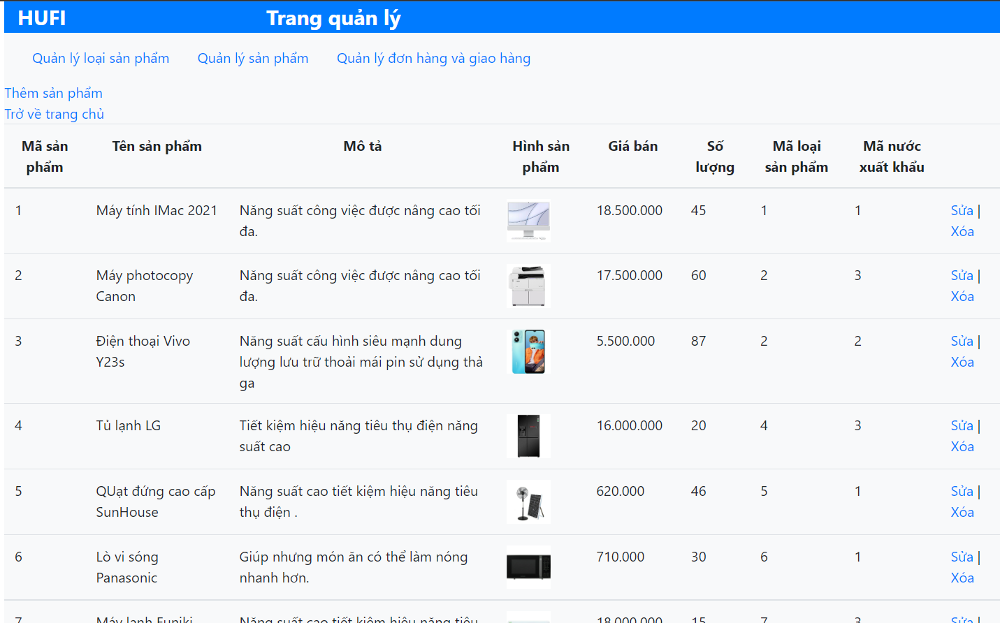 HUFI Trang quản lý
Quản lý loại sản phẩm Quản lý sản phẩm Quản lý đơn hàng và giao hàng
Thêm sản phẩm
Trở về trang chủ
Mã sản Tên sản phẩm Mô tả Hình sản Giá bán Số Mã loại Mã nước
phẩm phẩm lượng sản phẩm xuất khẩu
1 Máy tính IMac 2021 Năng suất công việc được nâng cao tối 18.500.000 45 1 1 Sửa |
đa. Xóa
2 Máy photocopy Năng suất công việc được nâng cao tối 17.500.000 60 2 3 Sửa |
Canon đa. Xóa
3 Điện thoại Vivo Năng suất cấu hình siêu mạnh dung 5.500.000 87 2 2 Sửa |
Y23s lượng lưu trữ thoải mái pin sử dụng thả Xóa
ga
4 Tủ lạnh LG Tiết kiệm hiệu năng tiêu thụ điện năng 16.000.000 20 4 3 Sửa |
suất cao Xóa
5 QUạt đứng cao cấp Năng suất cao tiết kiệm hiệu năng tiêu 620.000 46 5 1 Sửa |
SunHouse thụ điện . Xóa
6 Lò vi sóng Giúp nhưng món ăn có thể làm nóng 710.000 30 6 1 Sửa |
Panasonic nhanh hơn. Xóa
7 Máy lạnh Funiki Năng suất cao tiết kiệm hiệu năng tiêu 18.000.000 15 7 3 Sửa |